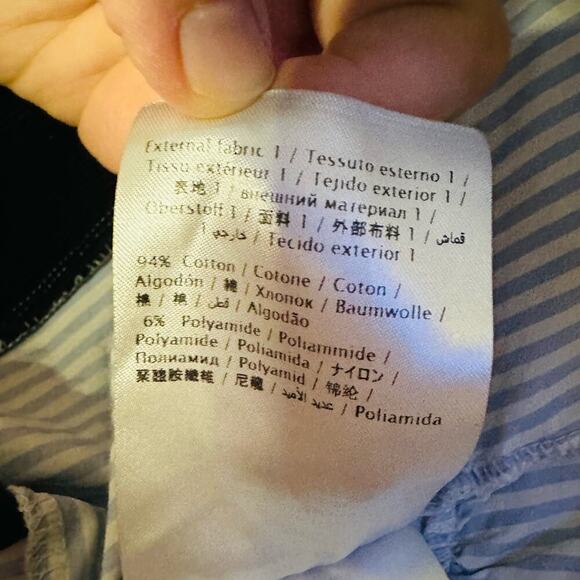 External fabric 1 / Tessuto esterno 1 /
Tissu extérieur 1 / Tejido exterior 1 /
表地 1 / внешний материал 1 /
Oberstoff 1 / 面料 1 / 外部布料 1 / قماش
خارجي 1 / Tecido exterior 1
94% Cotton / Cotone / Coton /
Algodón / 綿 / Хлопок / Baumwolle /
棉 / 棉 / قطن / Algodão
6% Polyamide / Poliammide /
Polyamide / Poliamida / ナイロン /
Полиамид / Polyamid / 锦纶 /
聚醯胺纖維 / 尼龍 / عديد الأميد / Poliamida